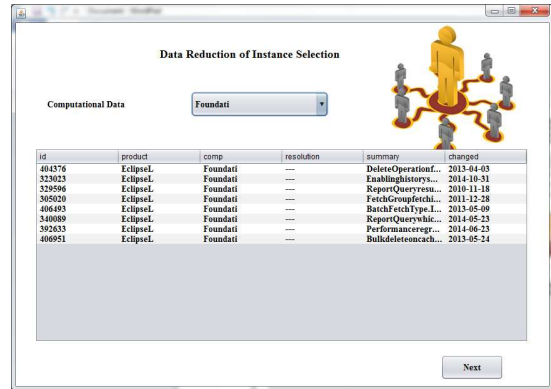 Data Reduction of Instance Selection
Computational Data Foundati
id product comp resolution summary changed
404376 EclipseL Foundati ---- DeleteOperationf... 2013-04-03
323023 EclipseL Foundati ---- Enablinghistorys... 2014-10-31
329596 EclipseL Foundati ---- ReportQueryresu... 2010-11-18
305020 EclipseL Foundati ---- FetchGroupfetchi... 2011-12-28
406493 EclipseL Foundati ---- BatchFetchType.I... 2013-05-09
340089 EclipseL Foundati ---- ReportQuerywhic... 2014-05-23
392633 EclipseL Foundati ---- Performanceregr... 2014-06-23
406951 EclipseL Foundati ---- Bulkdeleteoncach... 2013-05-24
Next